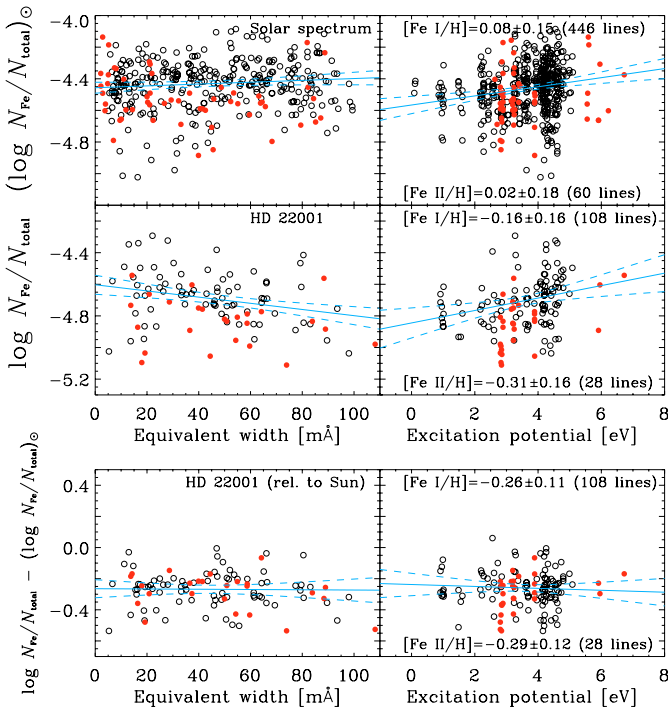 (log N_Fe/N_total)⊙
−4.0
−4.4
−4.8
Solar spectrum
[Fe I/H]=0.08±0.15 (446 lines)
[Fe II/H]=0.02±0.18 (60 lines)
log N_Fe/N_total
−4.4
−4.8
−5.2
HD 22001
[Fe I/H]=−0.16±0.16 (108 lines)
[Fe II/H]=−0.31±0.16 (28 lines)
0 20 40 60 80 100
0 2 4 6 8
Equivalent width [mÅ]
Excitation potential [eV]
log N_Fe/N_total − (log N_Fe/N_total)⊙
0.4
0.0
−0.4
HD 22001 (rel. to Sun)
[Fe I/H]=−0.26±0.11 (108 lines)
[Fe II/H]=−0.29±0.12 (28 lines)
0 20 40 60 80 100
0 2 4 6 8
Equivalent width [mÅ]
Excitation potential [eV]